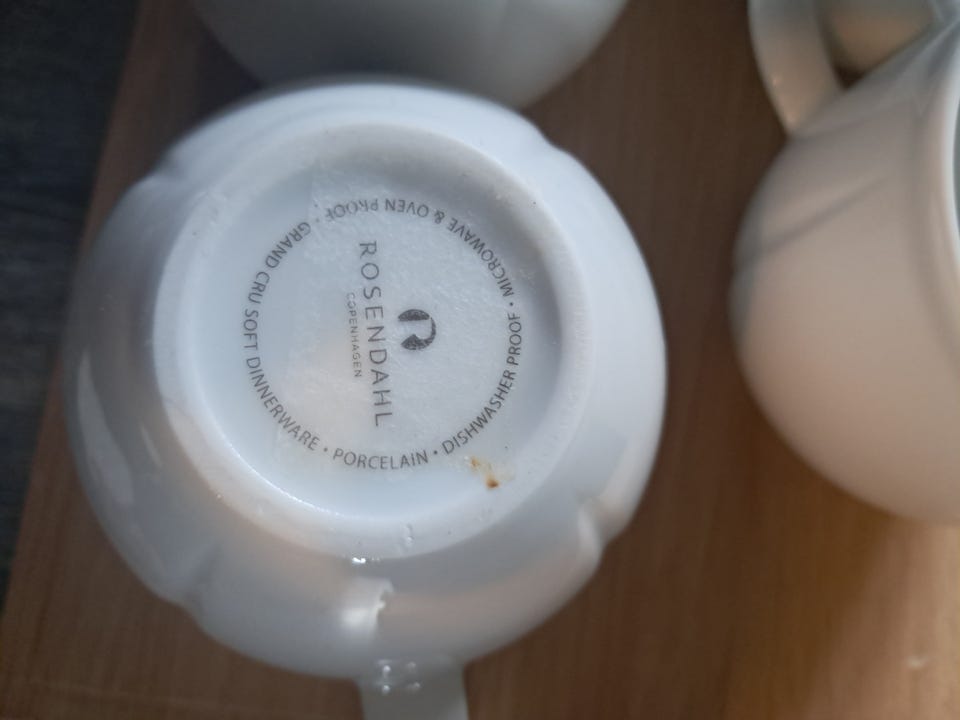 ROSENDAHL
COPENHAGEN
GRAND CRU SOFT DINNERWARE • PORCELAIN • DISHWASHER PROOF • MICROWAVE & OVEN PROOF •